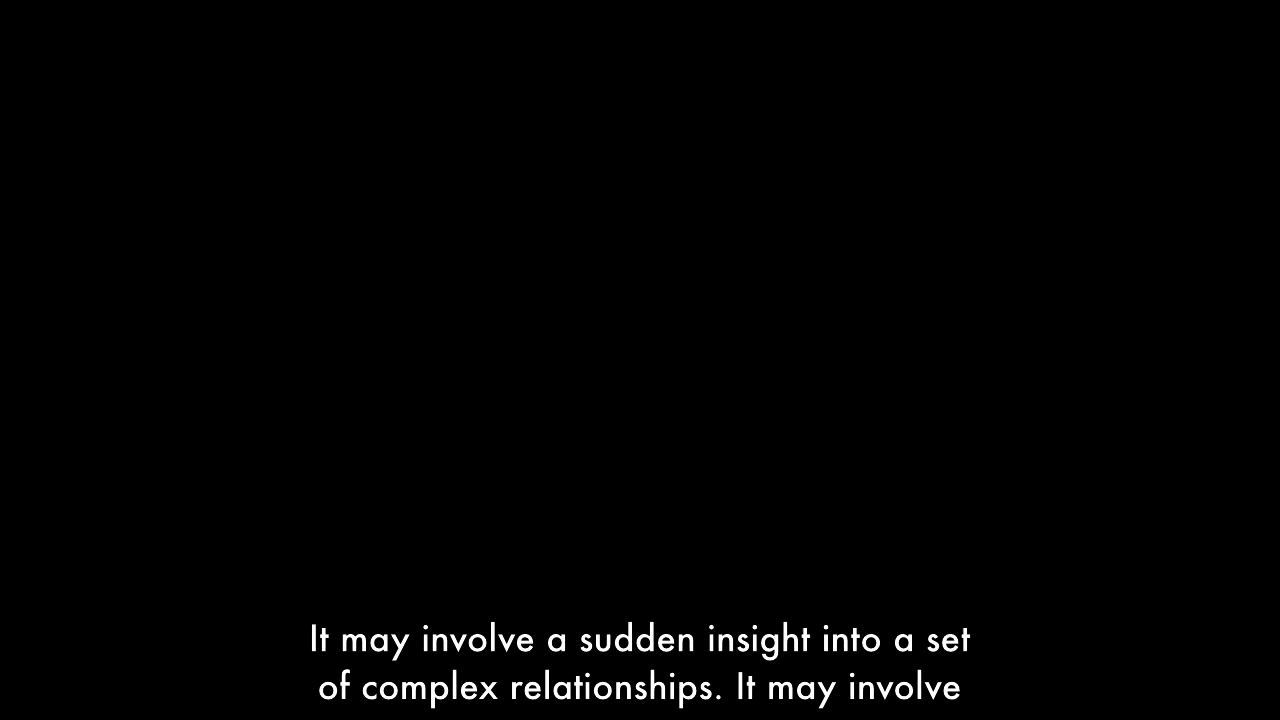 It may involve a sudden insight into a set
of complex relationships. It may involve